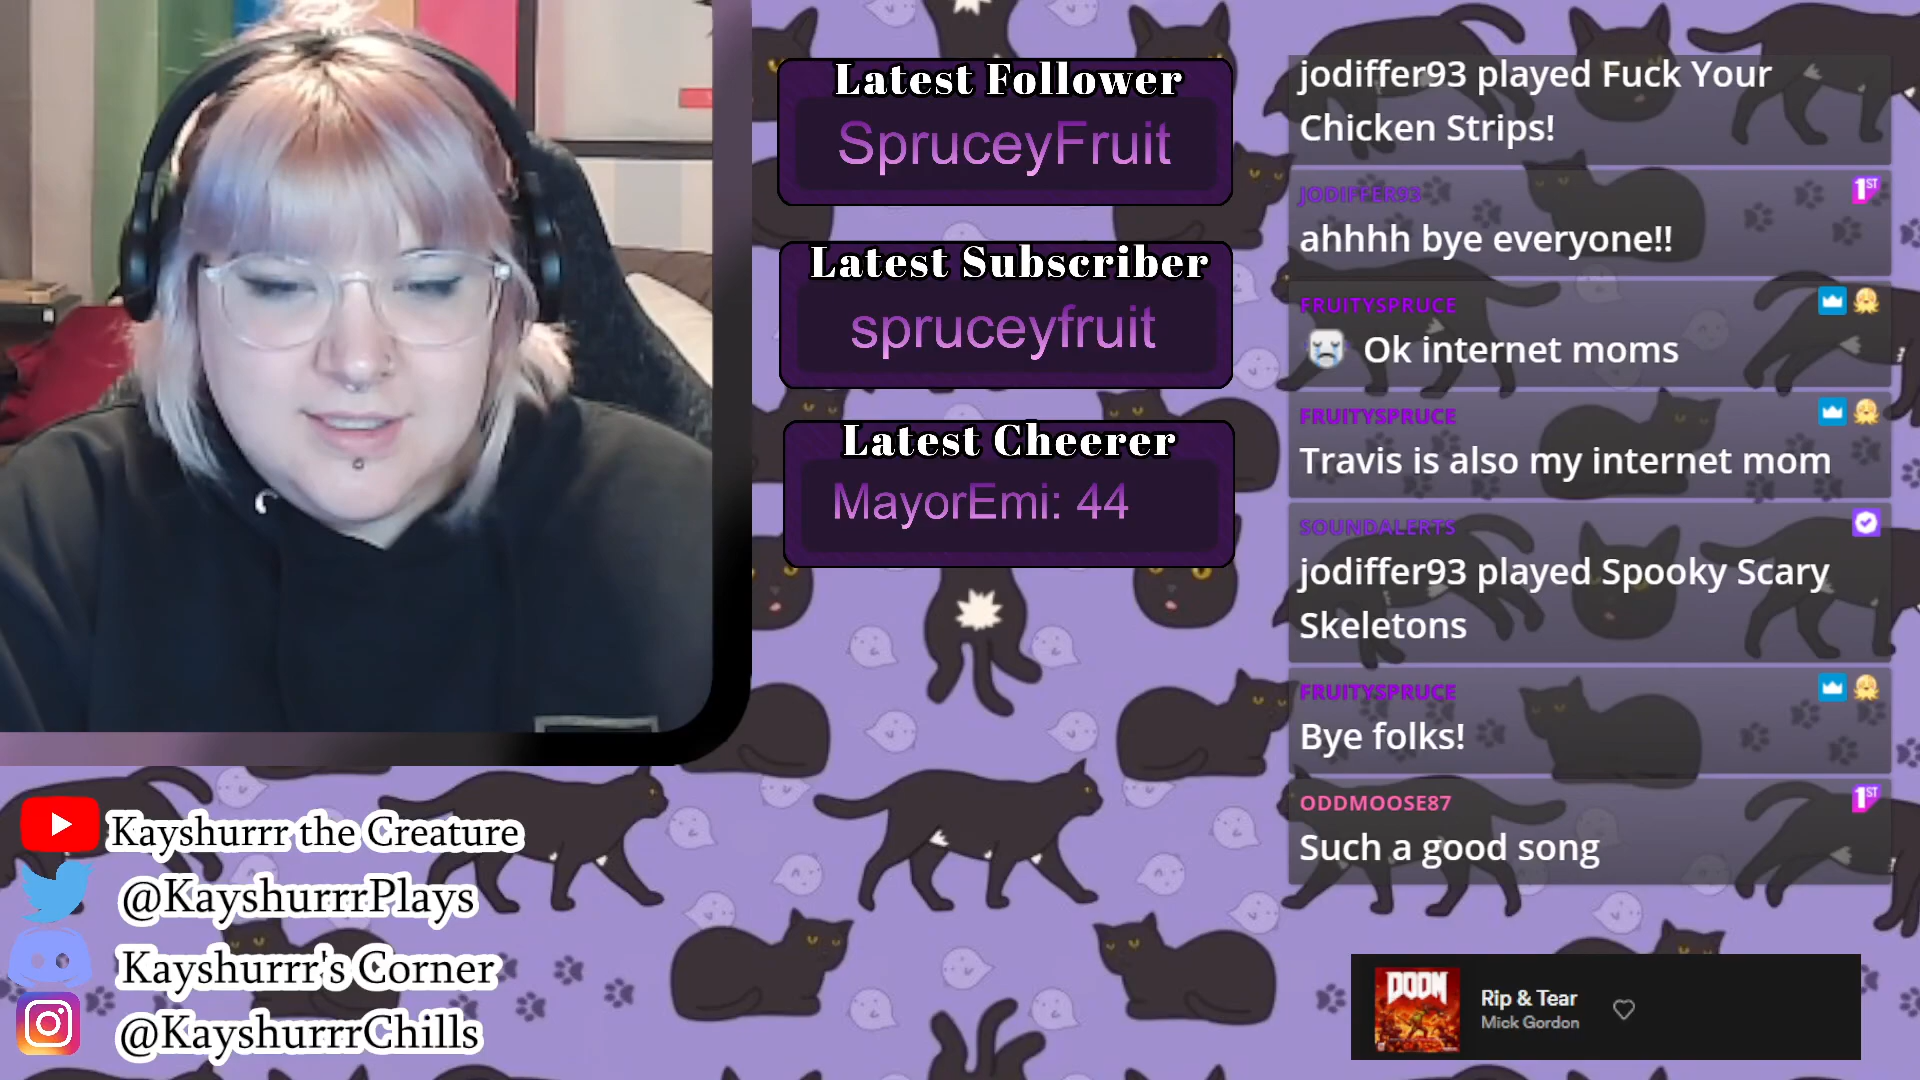 Latest Follower
SpruceyFruit
Latest Subscriber
spruceyfruit
Latest Cheerer
MayorEmi: 44
jodiffer93 played Fuck Your
Chicken Strips!
JODIFFER93
1ST
ahhhh bye everyone!!
FRUITYSPRUCE
Ok internet moms
FRUITYSPRUCE
Travis is also my internet mom
SOUNDALERTS
jodiffer93 played Spooky Scary
Skeletons
FRUITYSPRUCE
Bye folks!
ODDMOOSE87
1ST
Such a good song
Kayshurrr the Creature
@KayshurrrPlays
Kayshurrr's Corner
@KayshurrrChills
DOOM
Rip & Tear
Mick Gordon